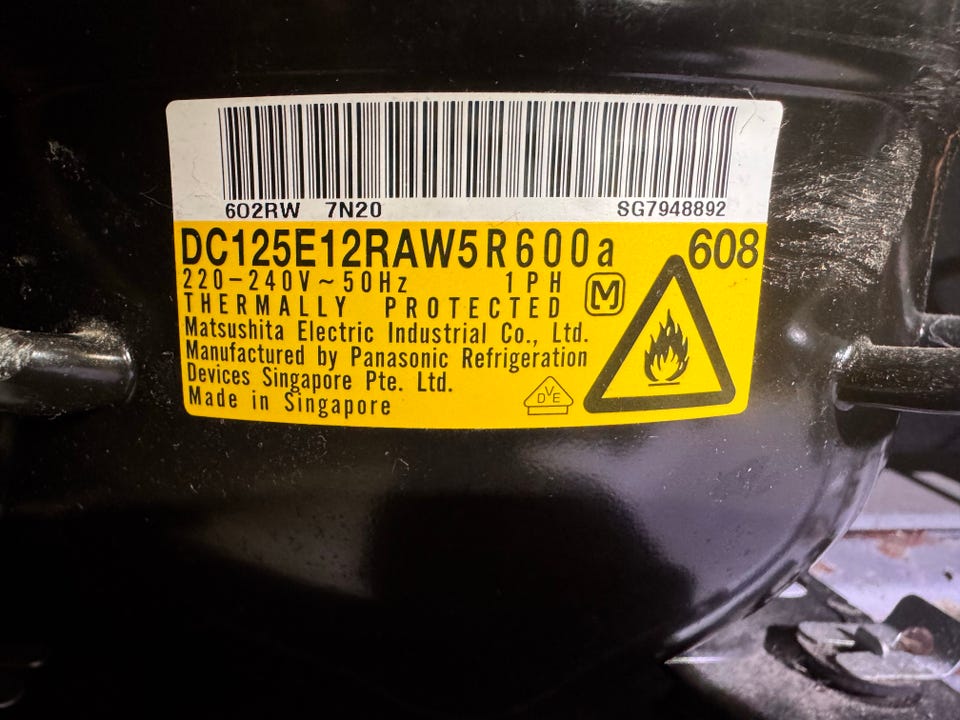 602RW 7N20 SG7948892
DC125E12RAW5 R600a 608
220-240V~50Hz 1PH
THERMALLY PROTECTED
M
Matsushita Electric Industrial Co., Ltd.
Manufactured by Panasonic Refrigeration
Devices Singapore Pte. Ltd.
Made in Singapore
DVE